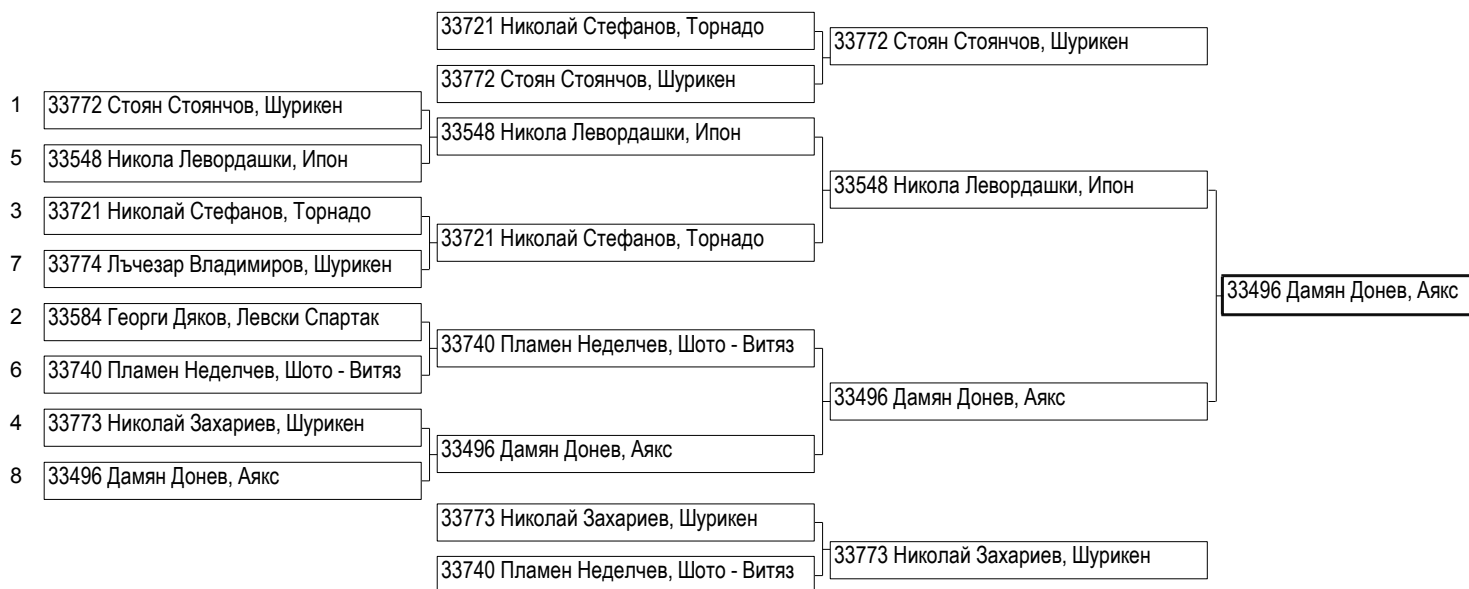 33721 Николай Стефанов, Торнадо
33772 Стоян Стоянчов, Шурикен
33772 Стоян Стоянчов, Шурикен
1 33772 Стоян Стоянчов, Шурикен
33548 Никола Левордашки, Ипон
5 33548 Никола Левордашки, Ипон
33548 Никола Левордашки, Ипон
3 33721 Николай Стефанов, Торнадо
33721 Николай Стефанов, Торнадо
7 33774 Лъчезар Владимиров, Шурикен
33496 Дамян Донев, Аякс
2 33584 Георги Дяков, Левски Спартак
33740 Пламен Неделчев, Шото - Витяз
6 33740 Пламен Неделчев, Шото - Витяз
33496 Дамян Донев, Аякс
4 33773 Николай Захариев, Шурикен
33496 Дамян Донев, Аякс
8 33496 Дамян Донев, Аякс
33773 Николай Захариев, Шурикен
33773 Николай Захариев, Шурикен
33740 Пламен Неделчев, Шото - Витяз